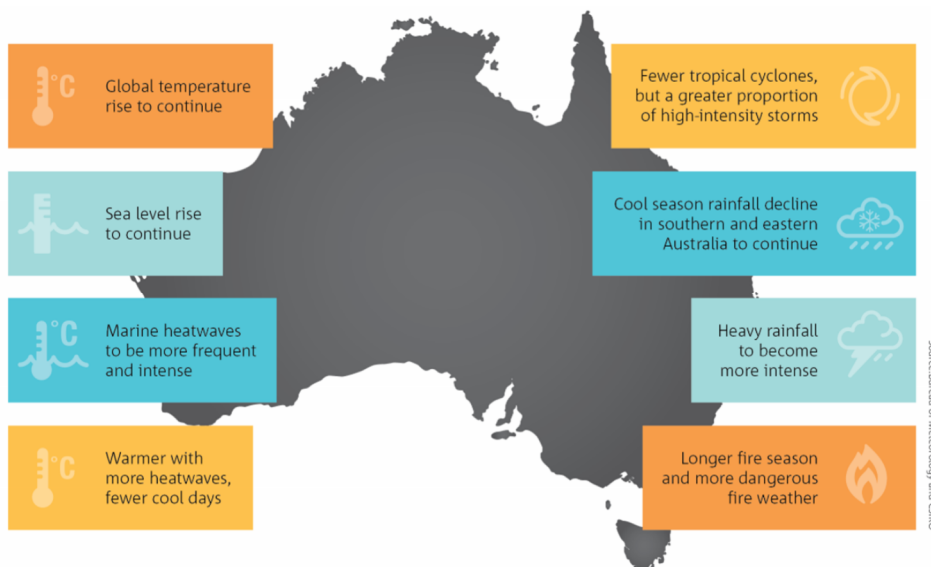 °C
Global temperature
rise to continue
Sea level rise
to continue
°C
Marine heatwaves
to be more frequent
and intense
°C
Warmer with
more heatwaves,
fewer cool days
Fewer tropical cyclones,
but a greater proportion
of high-intensity storms
Cool season rainfall decline
in southern and eastern
Australia to continue
Heavy rainfall
to become
more intense
Longer fire season
and more dangerous
fire weather